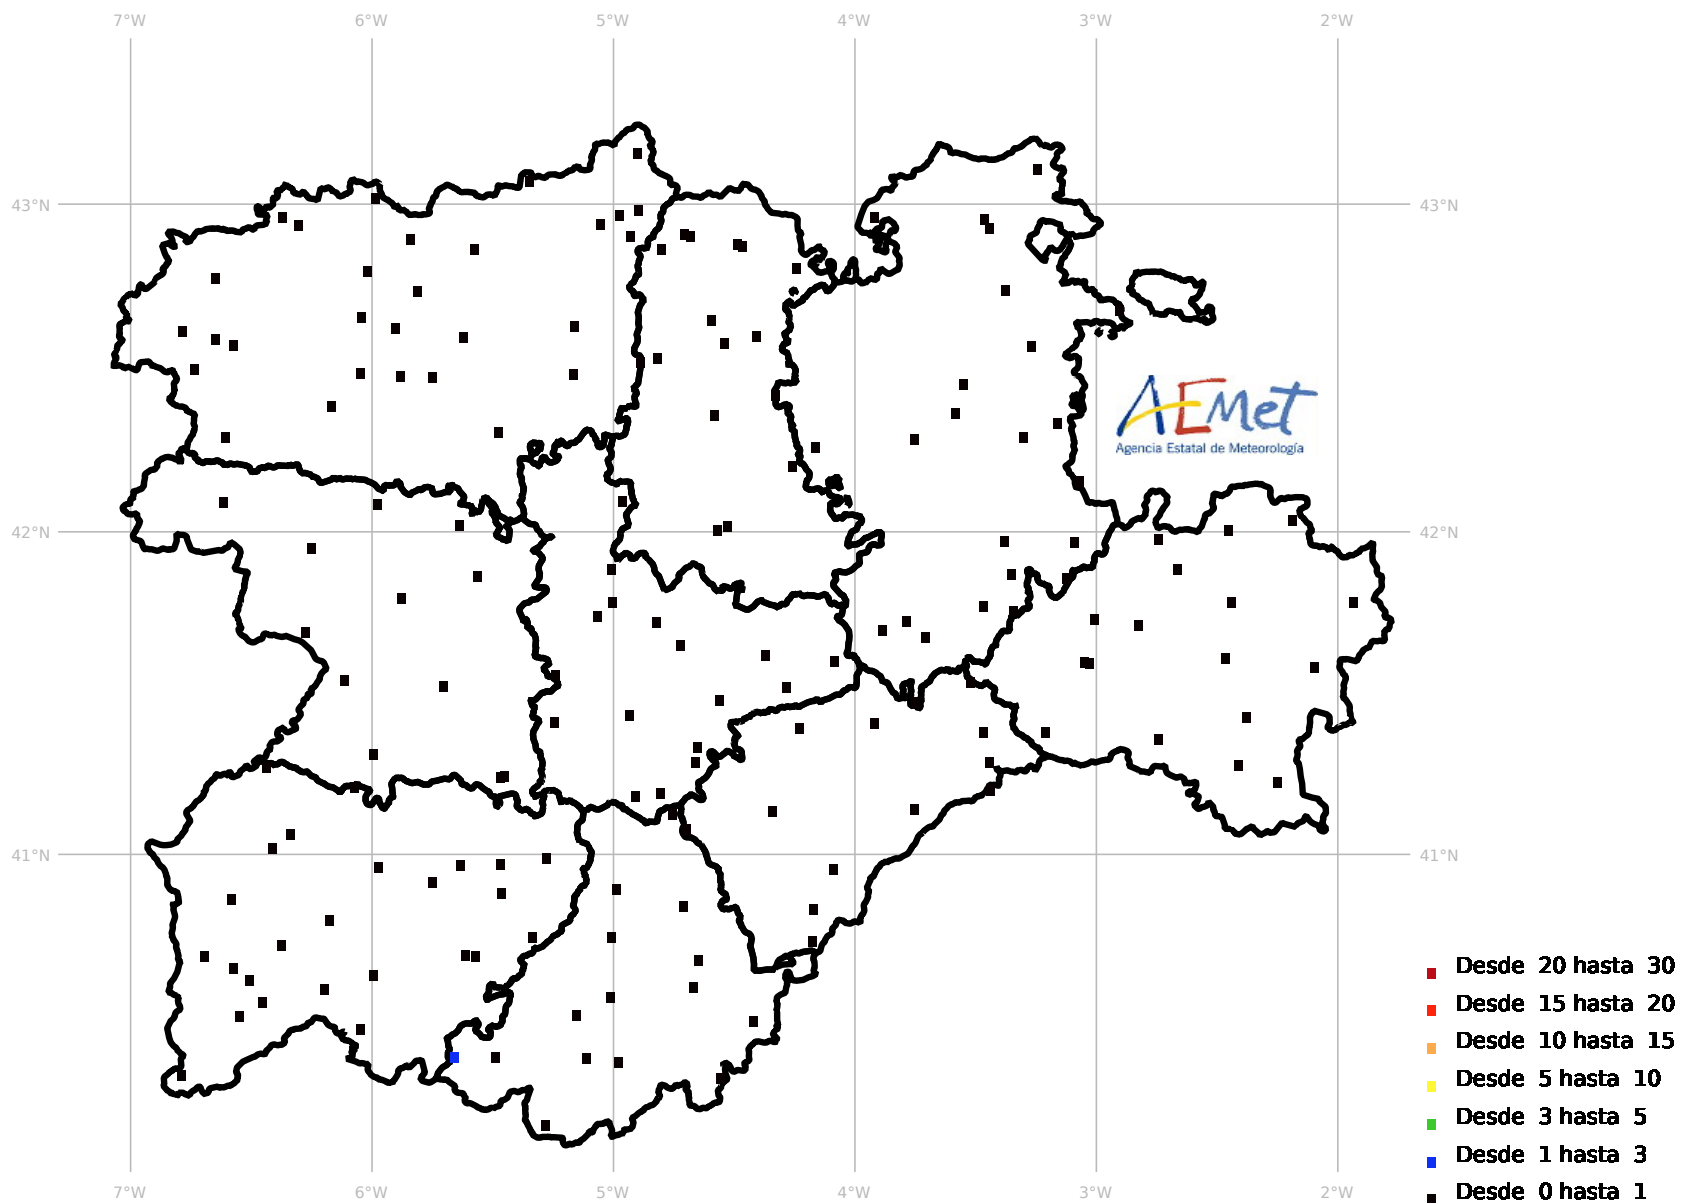 7°W 6°W 5°W 4°W 3°W 2°W
43°N 43°N
AEMet
Agencia Estatal de Meteorología
42°N 42°N
41°N 41°N
Desde 20 hasta 30
Desde 15 hasta 20
Desde 10 hasta 15
Desde 5 hasta 10
Desde 3 hasta 5
Desde 1 hasta 3
Desde 0 hasta 1
7°W 6°W 5°W 4°W 3°W 2°W